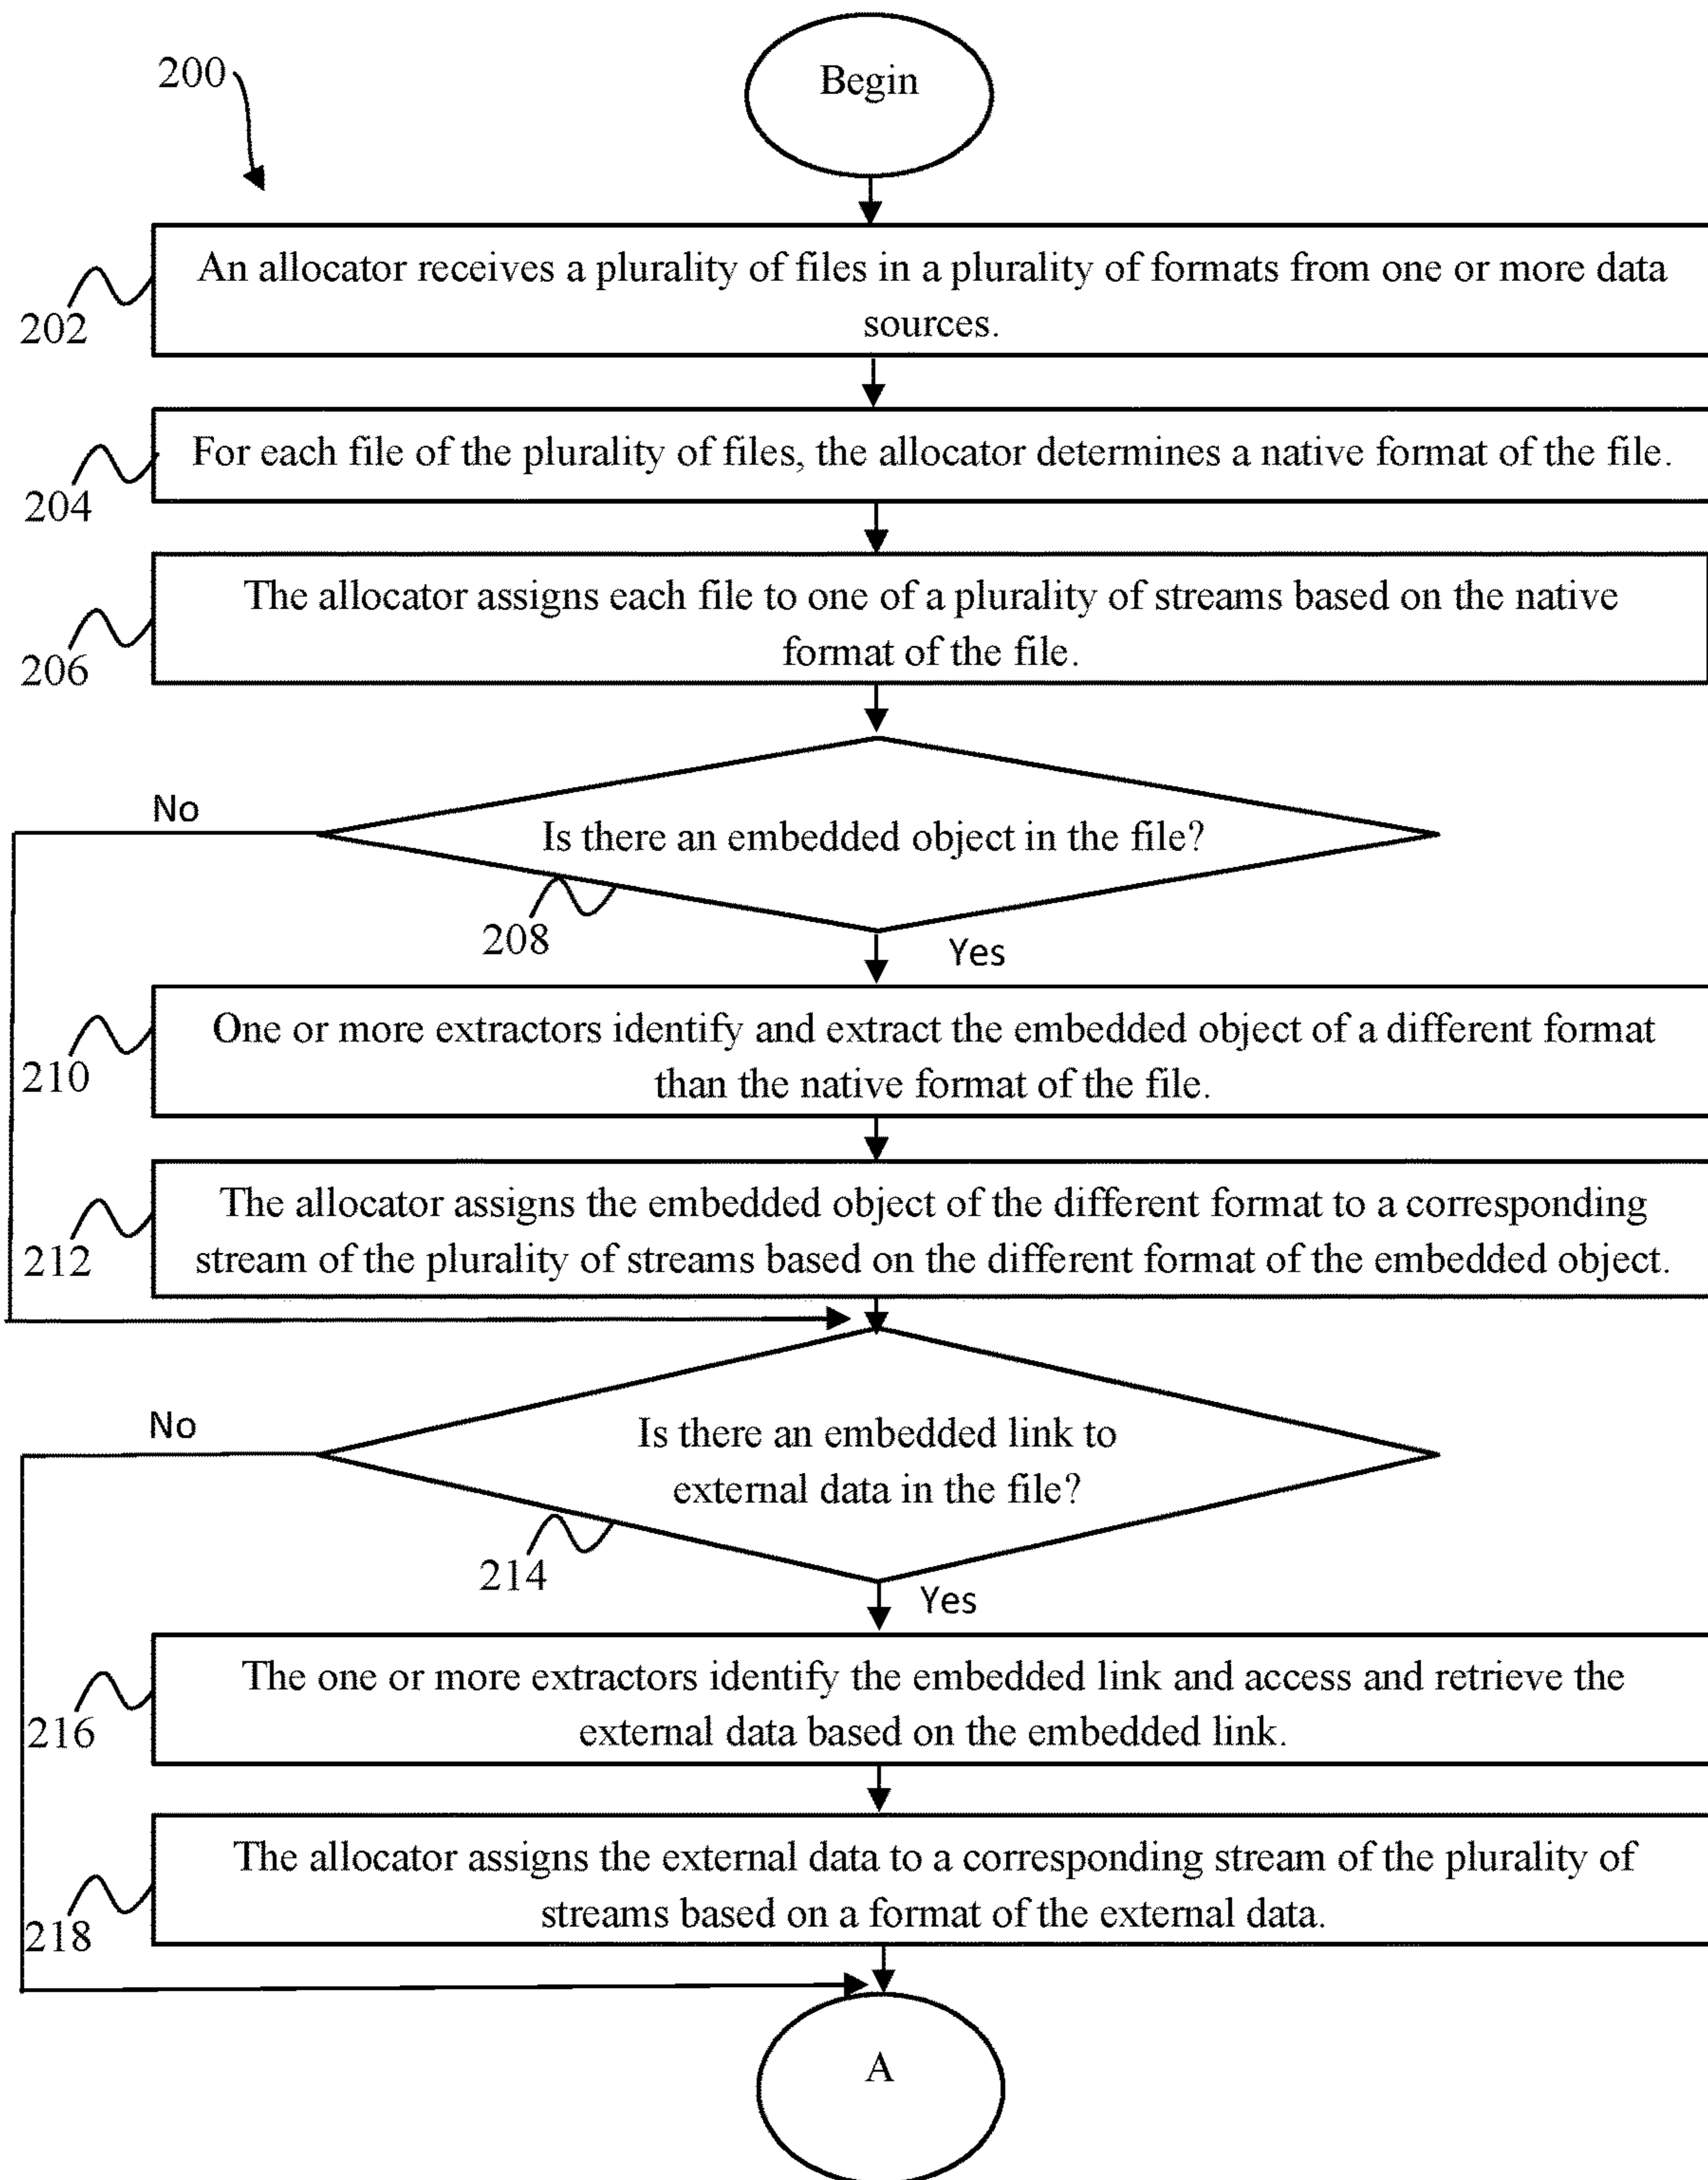 200
Begin
An allocator receives a plurality of files in a plurality of formats from one or more data
sources.
202
For each file of the plurality of files, the allocator determines a native format of the file.
204
The allocator assigns each file to one of a plurality of streams based on the native
format of the file.
206
No
Is there an embedded object in the file?
208
Yes
One or more extractors identify and extract the embedded object of a different format
than the native format of the file.
210
The allocator assigns the embedded object of the different format to a corresponding
stream of the plurality of streams based on the different format of the embedded object.
212
No
Is there an embedded link to
external data in the file?
214
Yes
The one or more extractors identify the embedded link and access and retrieve the
external data based on the embedded link.
216
The allocator assigns the external data to a corresponding stream of the plurality of
streams based on a format of the external data.
218
A